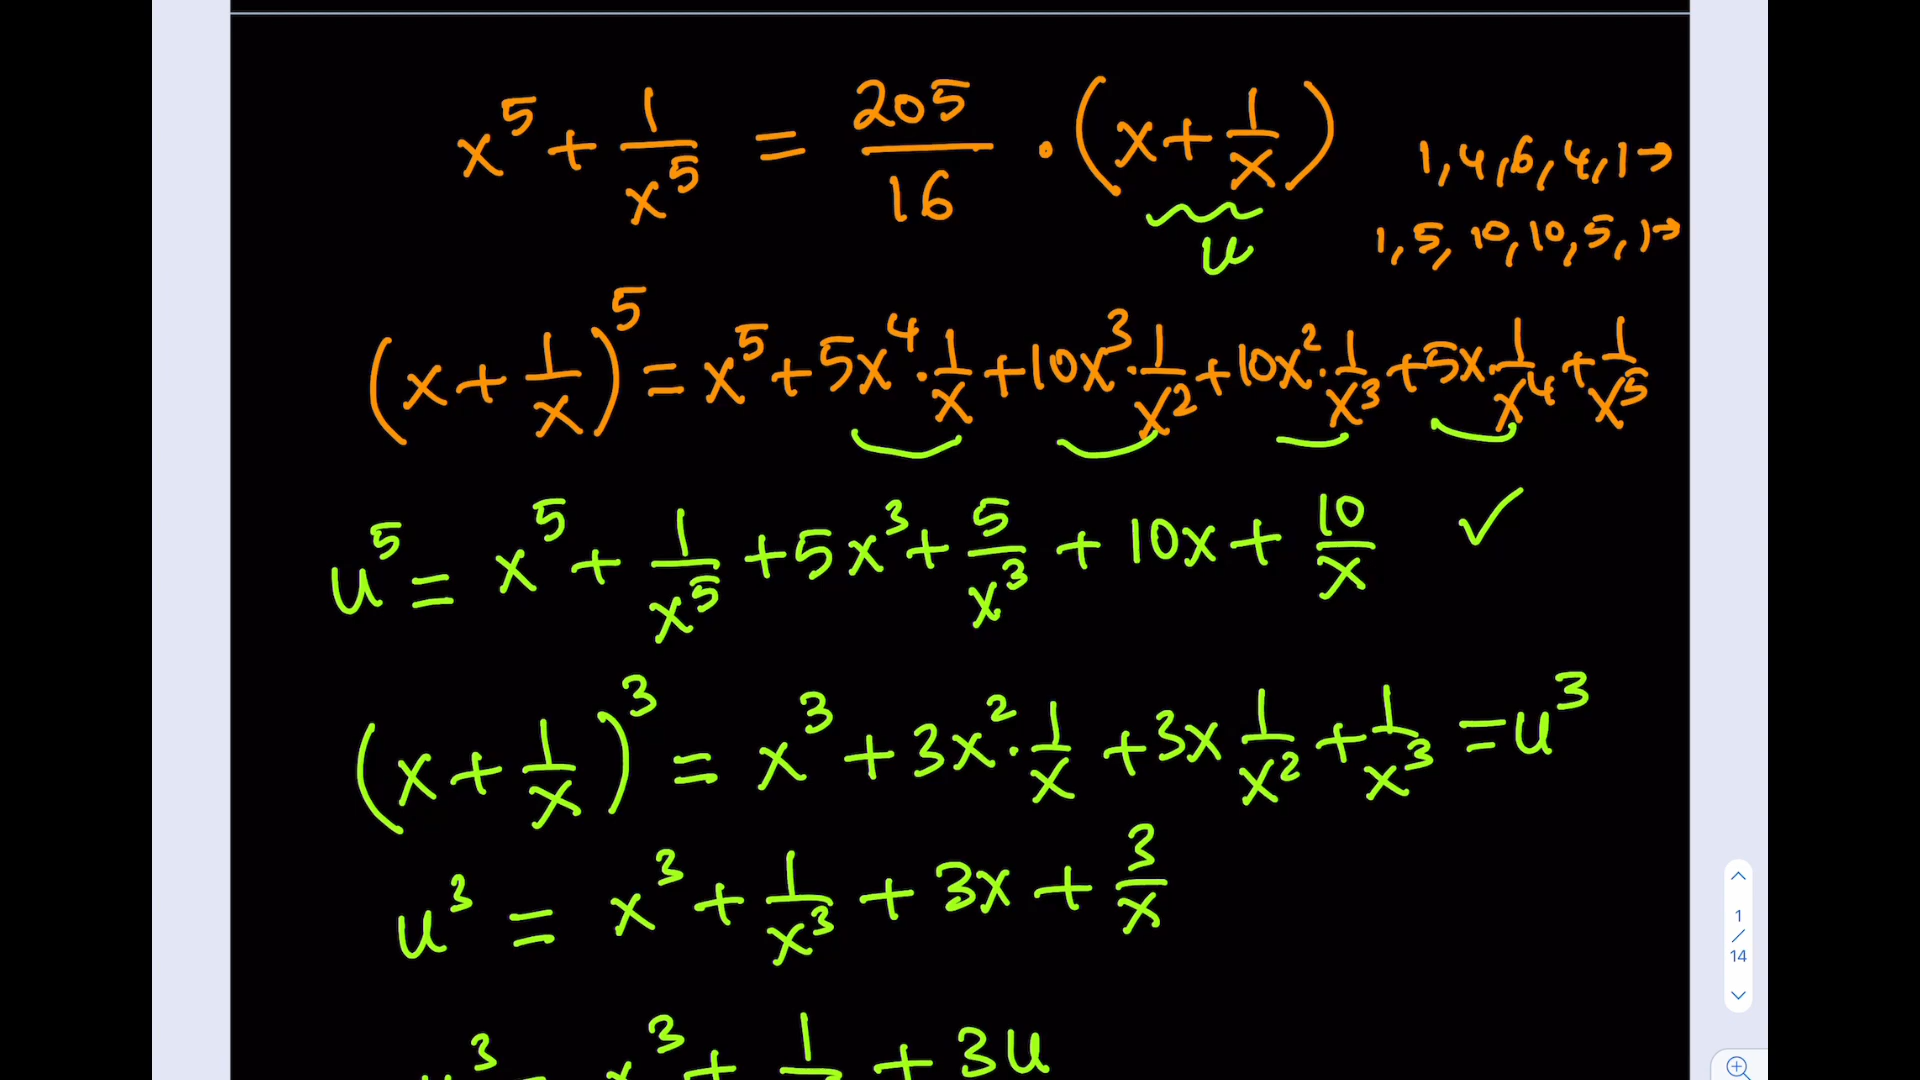 x^5 + 1/x^5 = 205/16 · (x + 1/x)
u
1, 4, 6, 4, 1 →
1, 5, 10, 10, 5, 1 →
(x + 1/x)^5 = x^5 + 5x^4 · 1/x + 10x^3 · 1/x^2 + 10x^2 · 1/x^3 + 5x · 1/x^4 + 1/x^5
u^5 = x^5 + 1/x^5 + 5x^3 + 5/x^3 + 10x + 10/x ✓
(x + 1/x)^3 = x^3 + 3x^2 · 1/x + 3x 1/x^2 + 1/x^3 = u^3
u^3 = x^3 + 1/x^3 + 3x + 3/x
u^3 = x^3 + 1/ + 3u
1
/
14